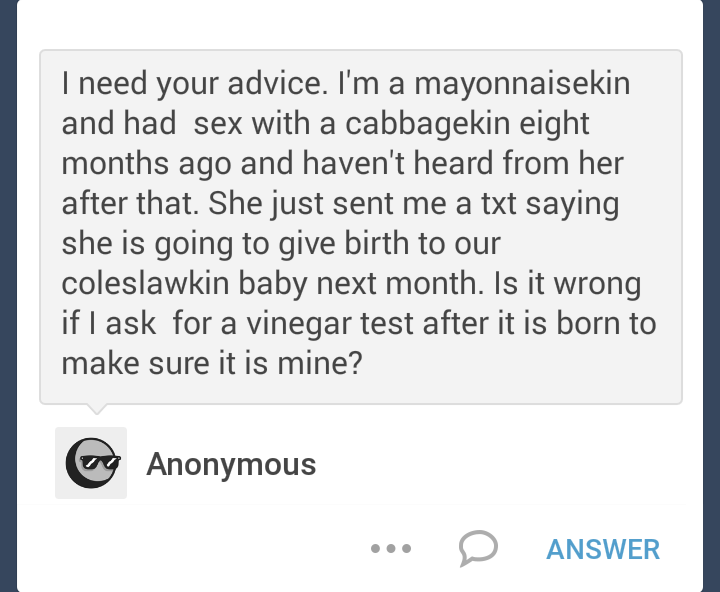 I need your advice. I'm a mayonnaisekin
and had  sex with a cabbagekin eight
months ago and haven't heard from her
after that. She just sent me a txt saying
she is going to give birth to our
coleslawkin baby next month. Is it wrong
if I ask  for a vinegar test after it is born to
make sure it is mine?
Anonymous
ANSWER